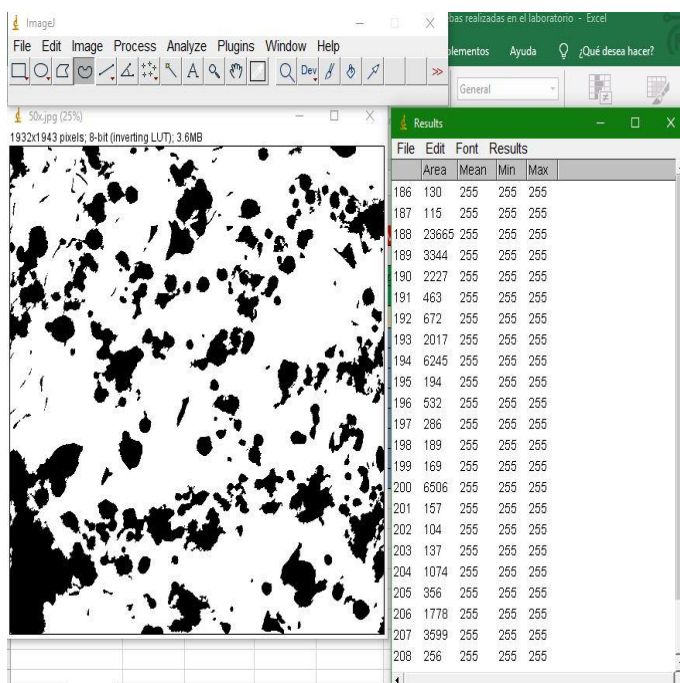 ImageJ
File Edit Image Process Analyze Plugins Window Help
A Dev >>
realizadas en el laboratorio - Excel
Ayuda ¿Qué desea hacer?
General
50x.jpg (25%)
1932x1943 pixels; 8-bit (inverting LUT); 3.6MB
Results
File Edit Font Results
Area Mean Min Max
186 130 255 255 255
187 115 255 255 255
188 23665 255 255 255
189 3344 255 255 255
190 2227 255 255 255
191 463 255 255 255
192 672 255 255 255
193 2017 255 255 255
194 6245 255 255 255
195 194 255 255 255
196 532 255 255 255
197 286 255 255 255
198 189 255 255 255
199 169 255 255 255
200 6506 255 255 255
201 157 255 255 255
202 104 255 255 255
203 137 255 255 255
204 1074 255 255 255
205 356 255 255 255
206 1778 255 255 255
207 3599 255 255 255
208 256 255 255 255